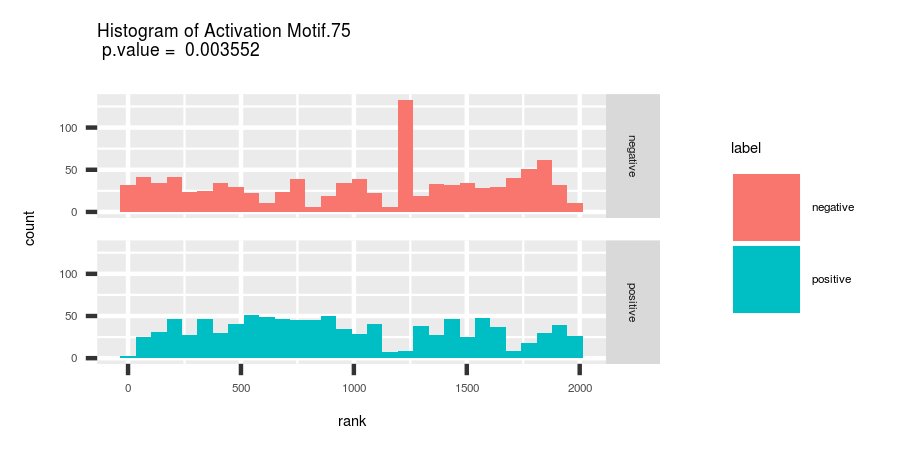 Histogram of Activation Motif.75
p.value = 0.003552
100
50
0
negative
100
50
0
positive
0 500 1000 1500 2000
rank
count
label
negative
positive